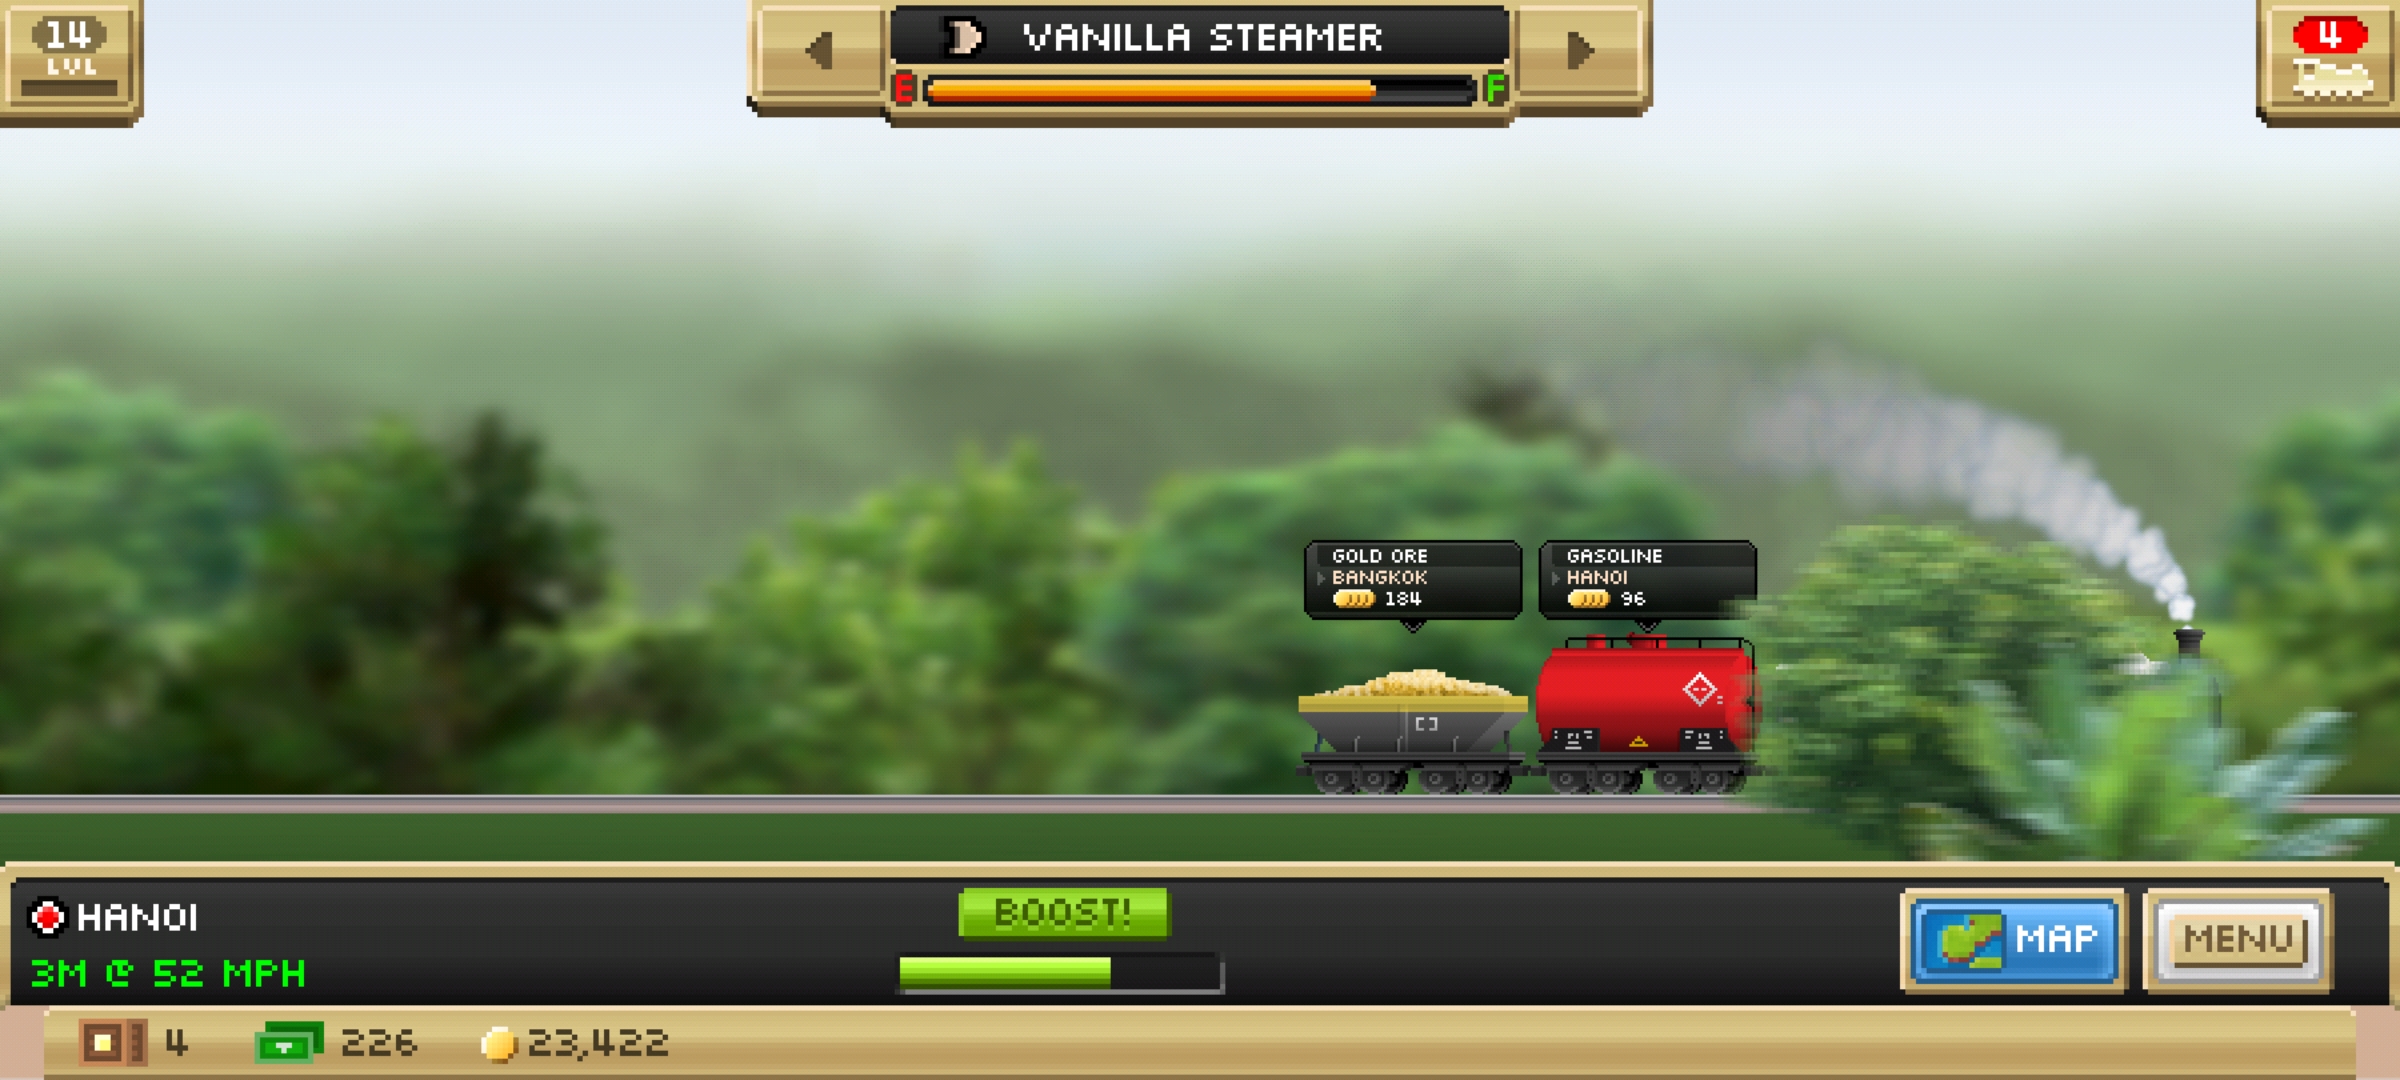 14
LVL
VANILLA STEAMER
E
F
4
GOLD ORE
BANGKOK
184
GASOLINE
HANOI
96
HANOI
3M @ 52 MPH
BOOST!
MAP
MENU
4
226
23,422